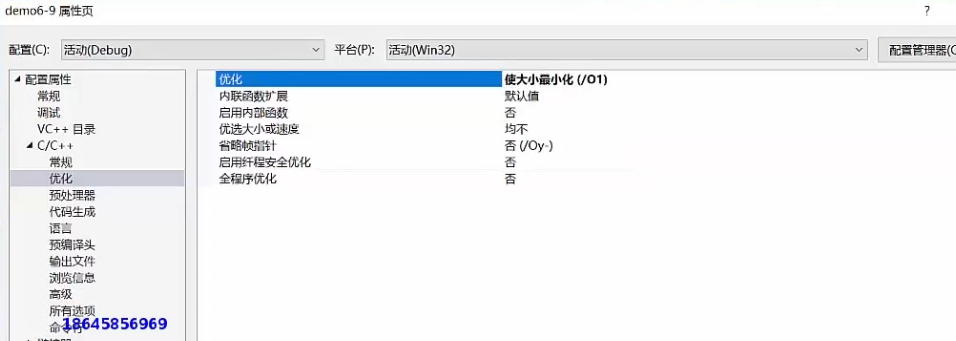 demo6-9 属性页
?
配置(C): 活动(Debug) 平台(P): 活动(Win32) 配置管理器(
配置属性
常规
调试
VC++ 目录
C/C++
常规
优化
预处理器
代码生成
语言
预编译头
输出文件
浏览信息
高级
所有选项
18645856969
优化 使大小最小化 (/O1)
内联函数扩展 默认值
启用内部函数 否
优选大小或速度 均不
省略帧指针 否 (/Oy-)
启用纤程安全优化 否
全程序优化 否